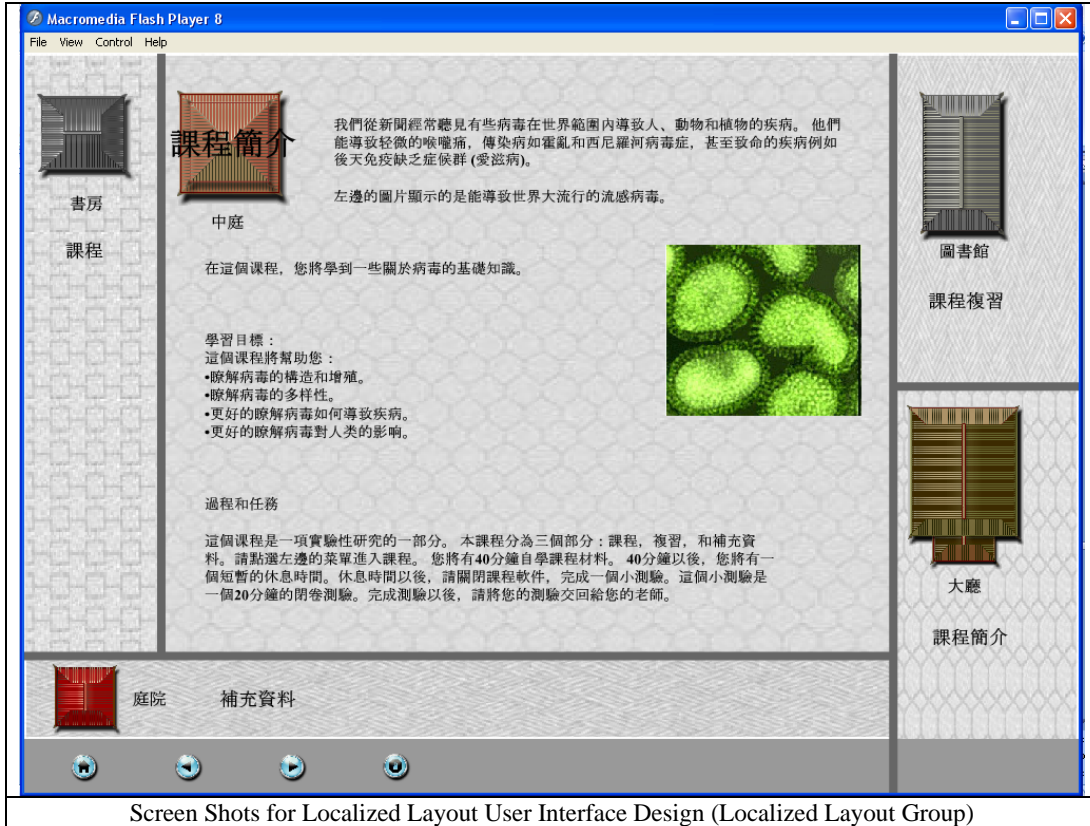 Macromedia Flash Player 8
File View Control Help
書房
課程
課程簡介
中庭
我們從新聞經常聽見有些病毒在世界範圍內導致人、動物和植物的疾病。 他們
能導致轻微的喉嚨痛，傳染病如霍亂和西尼羅河病毒症，甚至致命的疾病例如
後天免疫缺乏症候群 (愛滋病)。
左邊的圖片顯示的是能導致世界大流行的流感病毒。
在這個课程，您將學到一些關於病毒的基礎知識。
學習目標：
這個课程將幫助您：
•瞭解病毒的構造和增殖。
•瞭解病毒的多样性。
•更好的瞭解病毒如何導致疾病。
•更好的瞭解病毒對人类的影响。
過程和任務
這個课程是一項實驗性研究的一部分。 本課程分為三個部分：課程，複習，和補充資
料。請點選左邊的菜單進入課程。 您將有40分鐘自學課程材料。 40分鐘以後，您將有一
個短暫的休息時間。休息時間以後，請關閉課程軟件，完成一個小測驗。這個小測驗是
一個20分鐘的閉卷測驗。完成測驗以後，請將您的測驗交回給您的老師。
圖書館
課程複習
大廳
課程簡介
庭院 補充資料
Screen Shots for Localized Layout User Interface Design (Localized Layout Group)